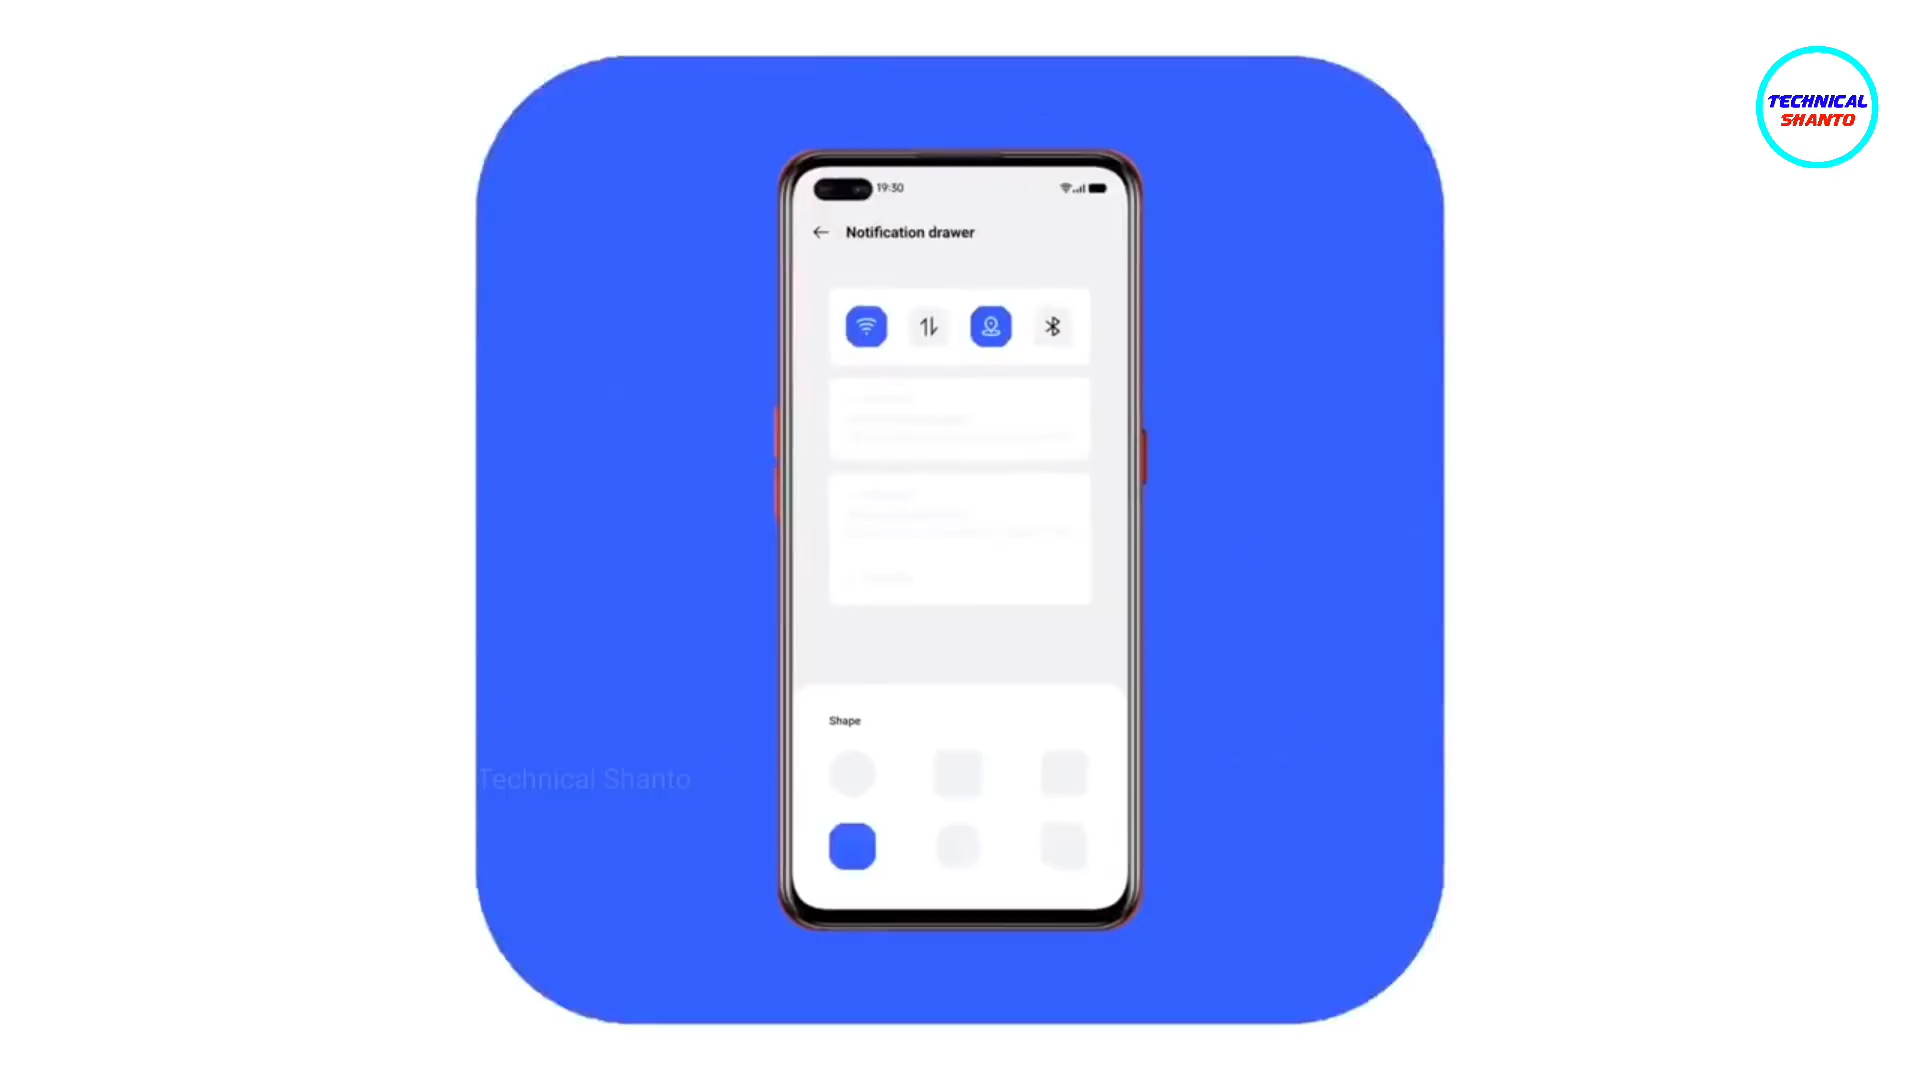 TECHNICAL
SHANTO
19:30
Notification drawer
Shape
Technical Shanto